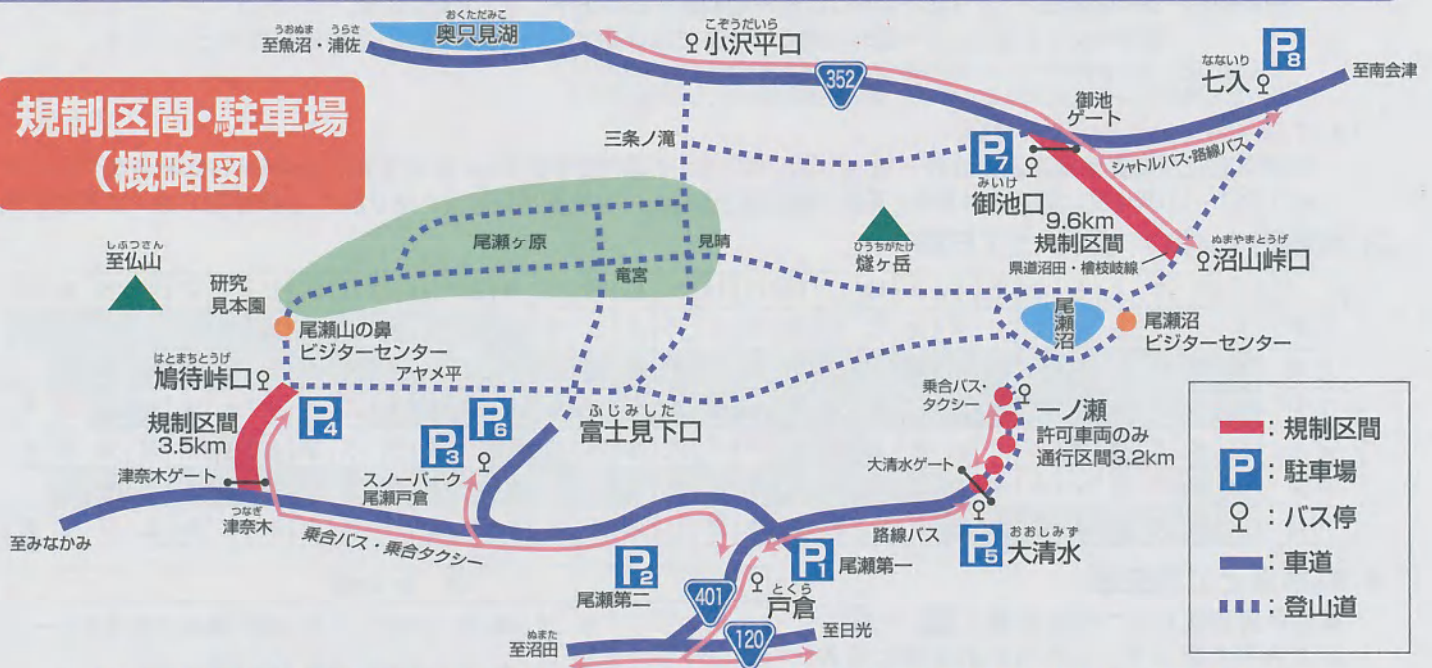 規制区間・駐車場
(概略図)
うおぬま うらさ
至魚沼・浦佐
おくただみこ
奥只見湖
こぞうだいら
小沢平口
352
なないり
七入
P8
至南会津
御池
ゲート
シャトルバス・路線バス
三条ノ滝
P7
みいけ
御池口
9.6km
規制区間
県道沼田・檜枝岐線
ぬまやまとうげ
沼山峠口
しぶつさん
至仏山
研究
見本園
尾瀬ヶ原
竜宮
見晴
ひうちがたけ
燧ヶ岳
尾瀬沼
尾瀬沼
ビジターセンター
尾瀬山の鼻
ビジターセンター
はとまちとうげ
鳩待峠口
アヤメ平
P4
規制区間
3.5km
津奈木ゲート
つなぎ
津奈木
至みなかみ
乗合バス・乗合タクシー
P3
P6
スノーパーク
尾瀬戸倉
ふじみした
富士見下口
乗合バス・
タクシー
一ノ瀬
許可車両のみ
通行区間3.2km
大清水ゲート
路線バス
P5
おおしみず
大清水
P2
尾瀬第二
P1
尾瀬第一
401
とくら
戸倉
120
ぬまた
至沼田
至日光
:規制区間
P:駐車場
:バス停
:車道
:登山道